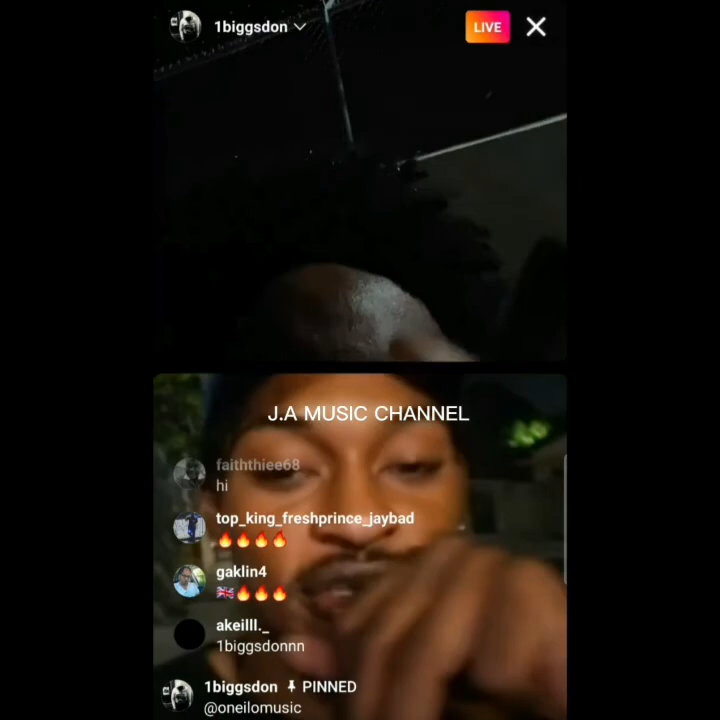 1biggsdon
LIVE
J.A MUSIC CHANNEL
faiththiee68
hi
top_king_freshprince_jaybad
🔥🔥🔥🔥
gaklin4
🇬🇧🔥🔥🔥
akeilll._
1biggsdonnn
1biggsdon 📌 PINNED
@oneilomusic